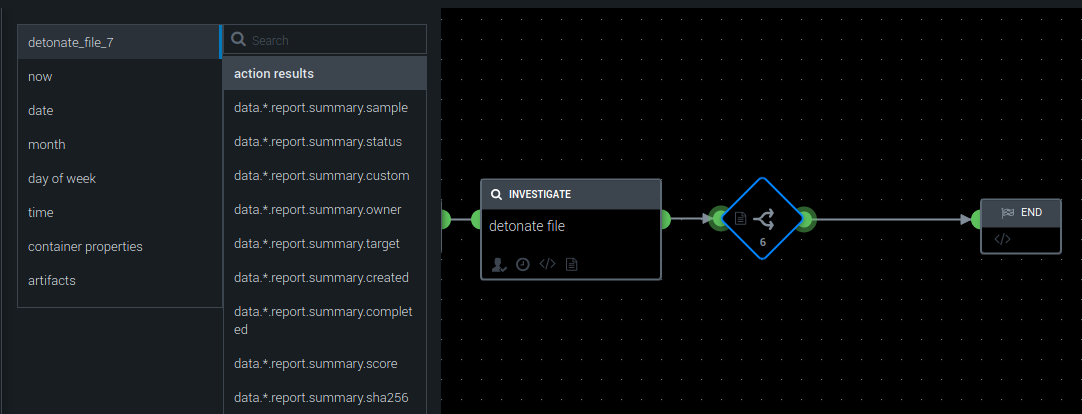 detonate_file_7
now
date
month
day of week
time
container properties
artifacts
Search
action results
data.*.report.summary.sample
data.*.report.summary.status
data.*.report.summary.custom
data.*.report.summary.owner
data.*.report.summary.target
data.*.report.summary.created
data.*.report.summary.complet
ed
data.*.report.summary.score
data.*.report.summary.sha256
INVESTIGATE
detonate file
6
END